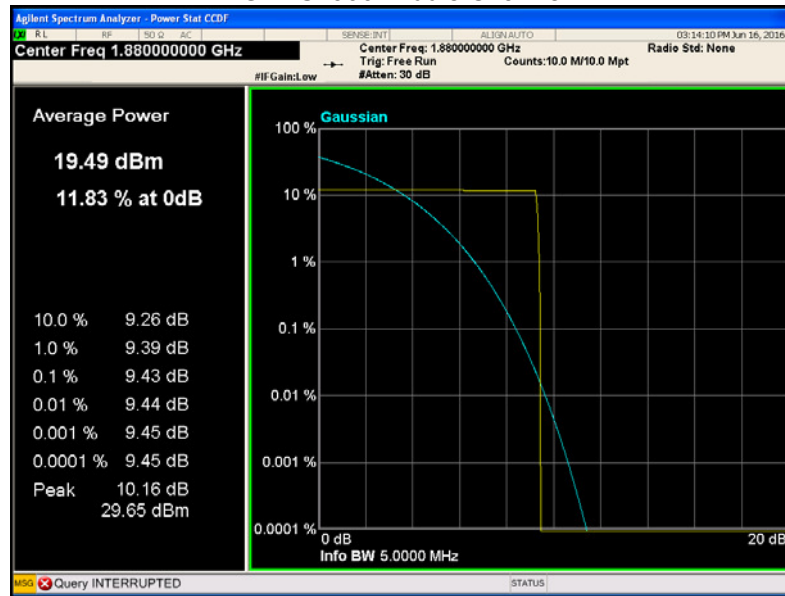 Agilent Spectrum Analyzer - Power Stat CCDF
RL RF 50 Ω AC SENSE:INT ALIGN AUTO 03:14:10 PM Jun 16, 2016
Center Freq 1.880000000 GHz
Center Freq: 1.880000000 GHz Radio Std: None
Trig: Free Run Counts:10.0 M/10.0 Mpt
#IFGain:Low #Atten: 30 dB
Average Power
19.49 dBm
11.83 % at 0dB
10.0 % 9.26 dB
1.0 % 9.39 dB
0.1 % 9.43 dB
0.01 % 9.44 dB
0.001 % 9.45 dB
0.0001 % 9.45 dB
Peak 10.16 dB
29.65 dBm
Gaussian
100 %
10 %
1 %
0.1 %
0.01 %
0.001 %
0.0001 %
0 dB 20 dB
Info BW 5.0000 MHz
MSG Query INTERRUPTED STATUS